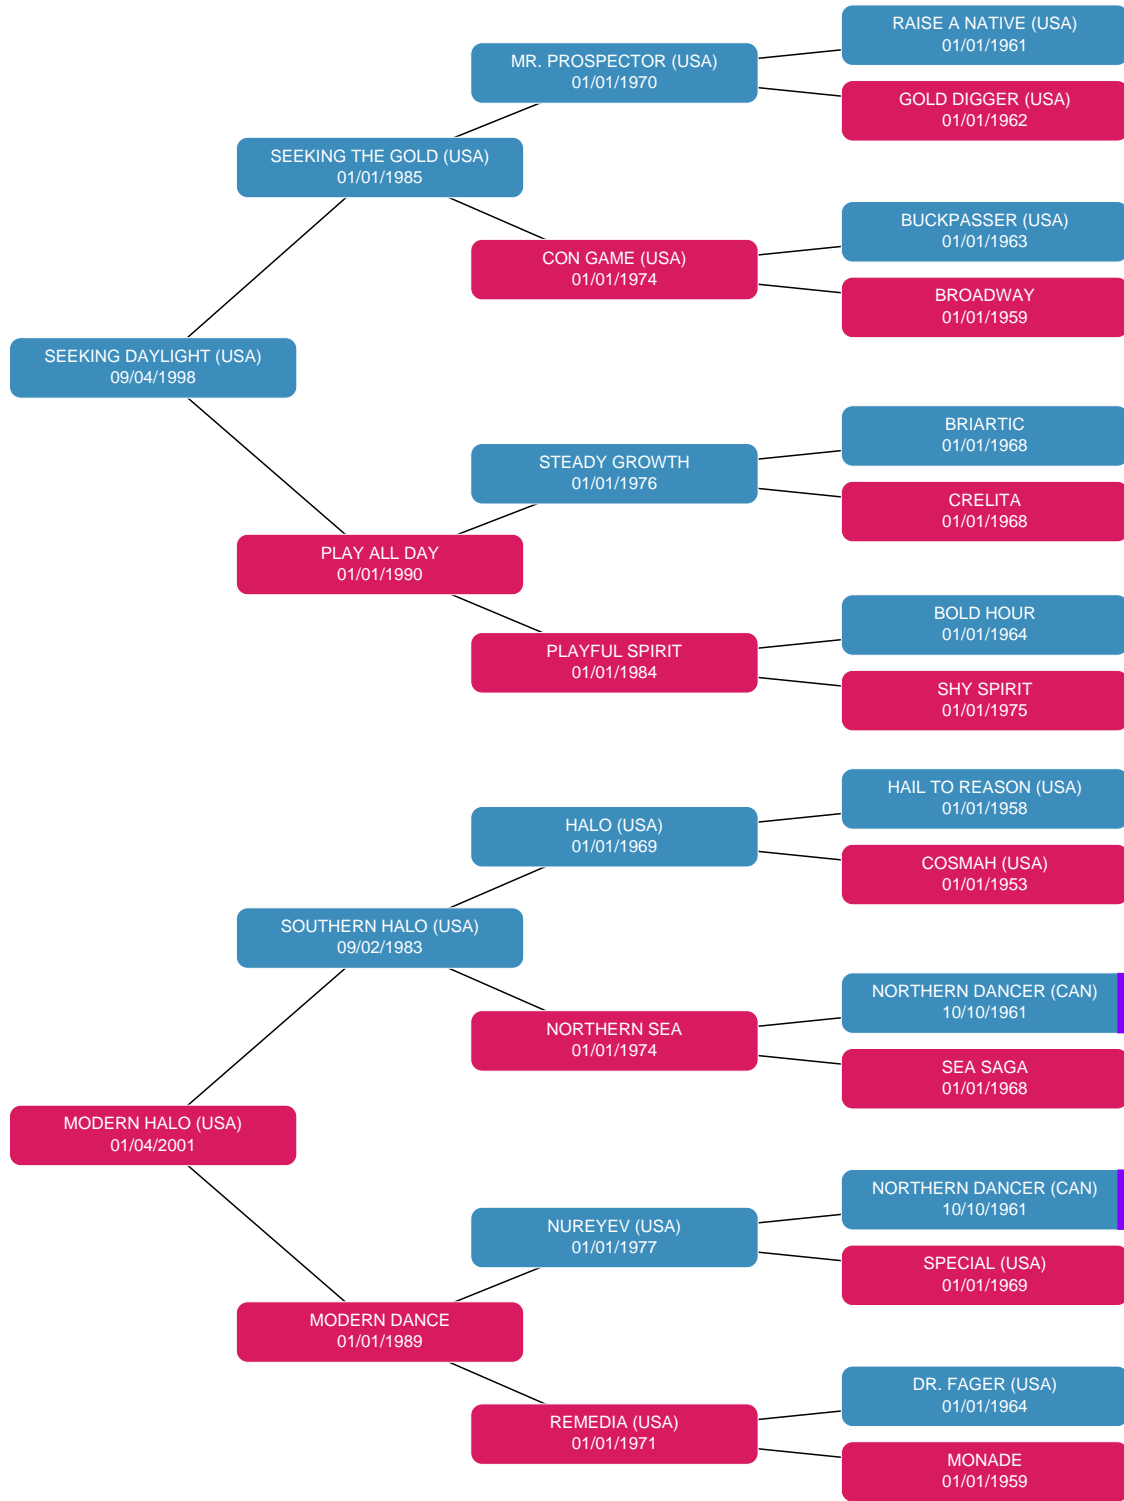 RAISE A NATIVE (USA)
01/01/1961
MR. PROSPECTOR (USA)
01/01/1970
GOLD DIGGER (USA)
01/01/1962
SEEKING THE GOLD (USA)
01/01/1985
BUCKPASSER (USA)
01/01/1963
CON GAME (USA)
01/01/1974
BROADWAY
01/01/1959
SEEKING DAYLIGHT (USA)
09/04/1998
BRIARTIC
01/01/1968
STEADY GROWTH
01/01/1976
CRELITA
01/01/1968
PLAY ALL DAY
01/01/1990
BOLD HOUR
01/01/1964
PLAYFUL SPIRIT
01/01/1984
SHY SPIRIT
01/01/1975
HAIL TO REASON (USA)
01/01/1958
HALO (USA)
01/01/1969
COSMAH (USA)
01/01/1953
SOUTHERN HALO (USA)
09/02/1983
NORTHERN DANCER (CAN)
10/10/1961
NORTHERN SEA
01/01/1974
SEA SAGA
01/01/1968
MODERN HALO (USA)
01/04/2001
NORTHERN DANCER (CAN)
10/10/1961
NUREYEV (USA)
01/01/1977
SPECIAL (USA)
01/01/1969
MODERN DANCE
01/01/1989
DR. FAGER (USA)
01/01/1964
REMEDIA (USA)
01/01/1971
MONADE
01/01/1959